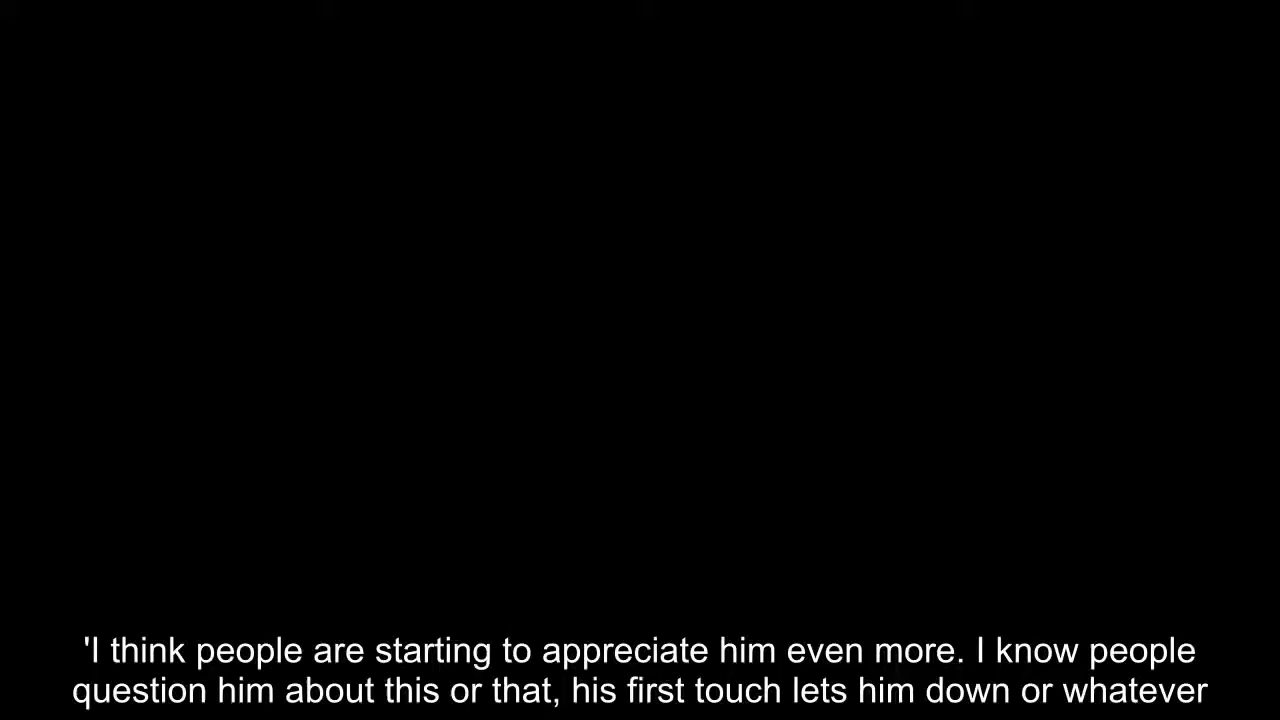 'I think people are starting to appreciate him even more. I know people
question him about this or that, his first touch lets him down or whatever